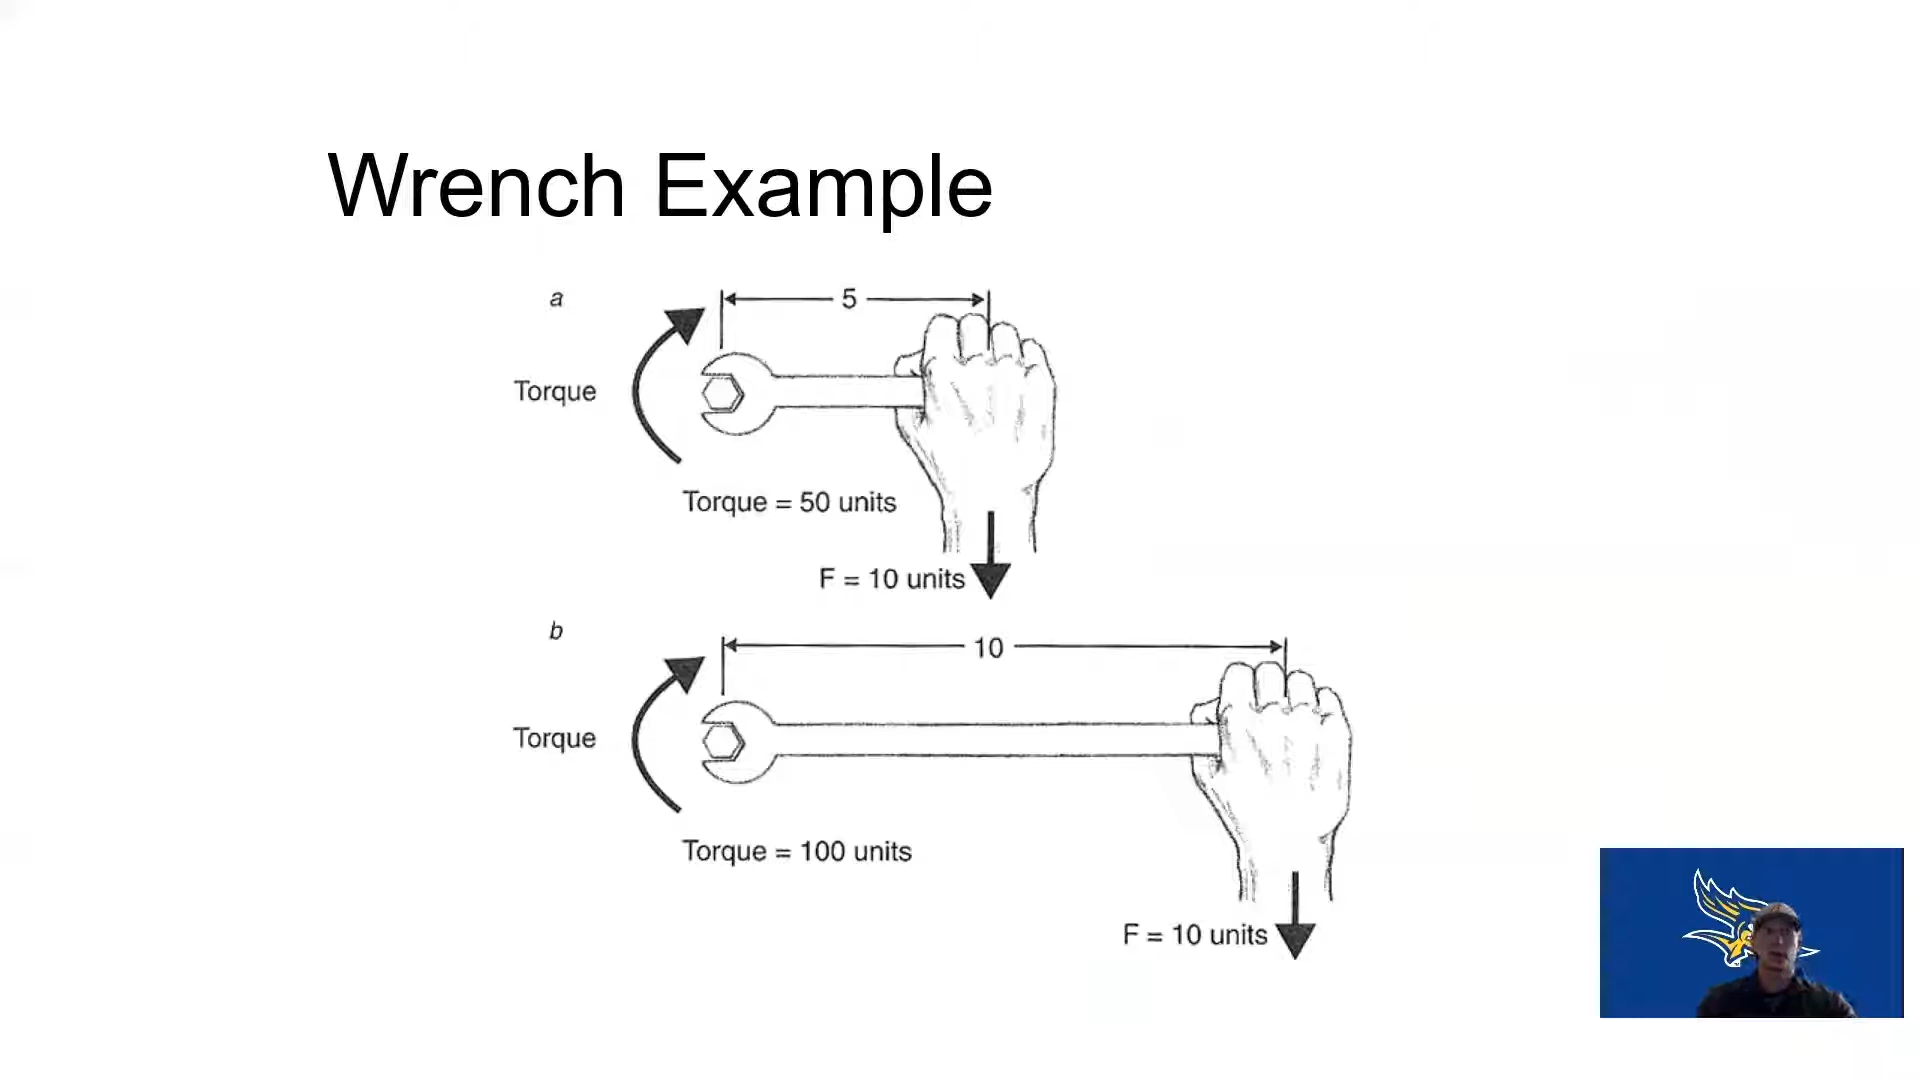 Wrench Example
a
5
Torque
Torque = 50 units
F = 10 units
b
10
Torque
Torque = 100 units
F = 10 units